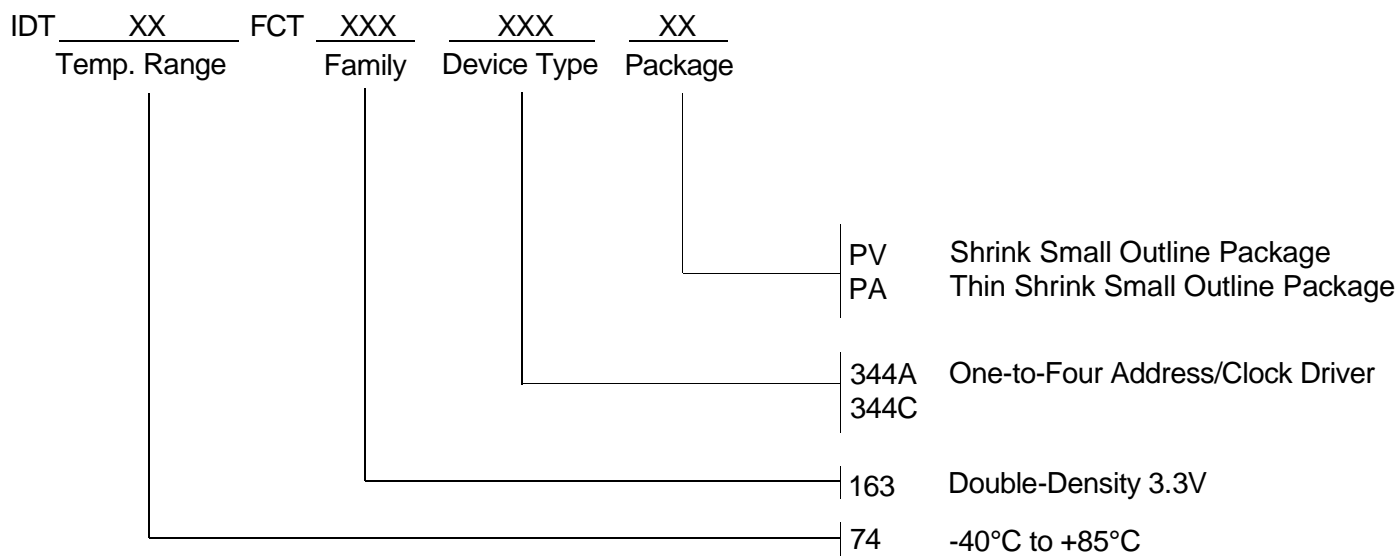 IDT XX FCT XXX XXX XX
Temp. Range Family Device Type Package
PV Shrink Small Outline Package
PA Thin Shrink Small Outline Package
344A One-to-Four Address/Clock Driver
344C
163 Double-Density 3.3V
74 -40°C to +85°C